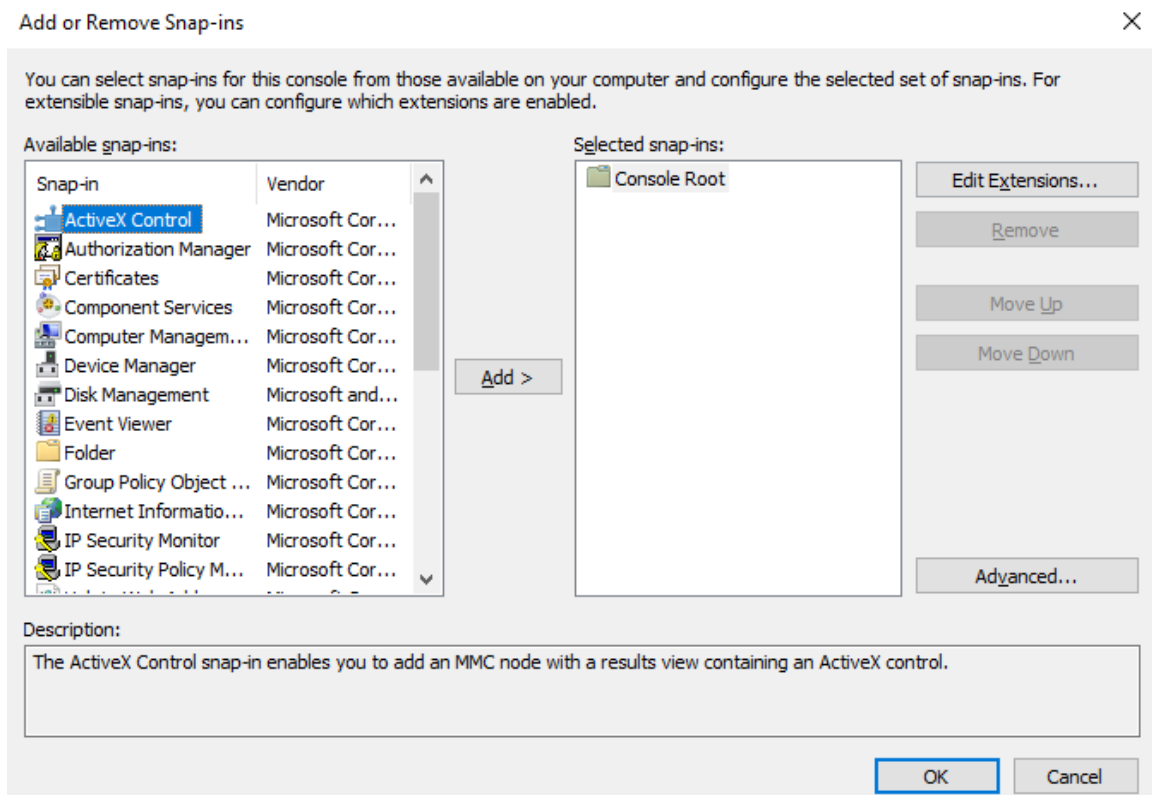 Add or Remove Snap-ins
You can select snap-ins for this console from those available on your computer and configure the selected set of snap-ins. For
extensible snap-ins, you can configure which extensions are enabled.
Available snap-ins:
Snap-in Vendor
ActiveX Control Microsoft Cor...
Authorization Manager Microsoft Cor...
Certificates Microsoft Cor...
Component Services Microsoft Cor...
Computer Managem... Microsoft Cor...
Device Manager Microsoft Cor...
Disk Management Microsoft and...
Event Viewer Microsoft Cor...
Folder Microsoft Cor...
Group Policy Object ... Microsoft Cor...
Internet Informatio... Microsoft Cor...
IP Security Monitor Microsoft Cor...
IP Security Policy M... Microsoft Cor...
Add >
Selected snap-ins:
Console Root
Edit Extensions...
Remove
Move Up
Move Down
Advanced...
Description:
The ActiveX Control snap-in enables you to add an MMC node with a results view containing an ActiveX control.
OK Cancel